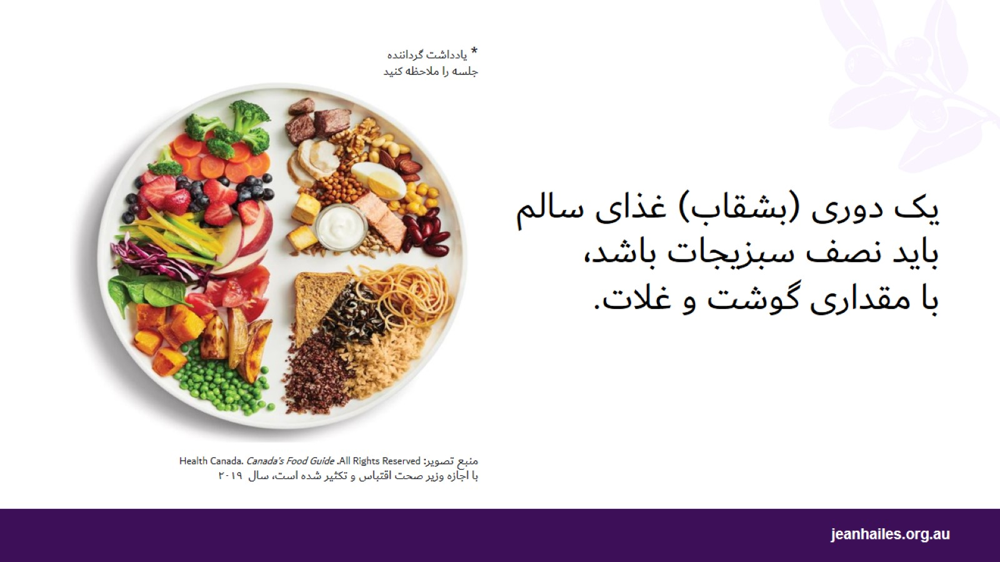 * یادداشت گرداننده
جلسه را ملاحظه کنید
یک دوری (بشقاب) غذای سالم
باید نصف سبزیجات باشد،
با مقداری گوشت و غلات.
منبع تصویر: Health Canada. Canada's Food Guide .All Rights Reserved
با اجازه وزیر صحت اقتباس و تکثیر شده است، سال ۲۰۱۹
jeanhailes.org.au